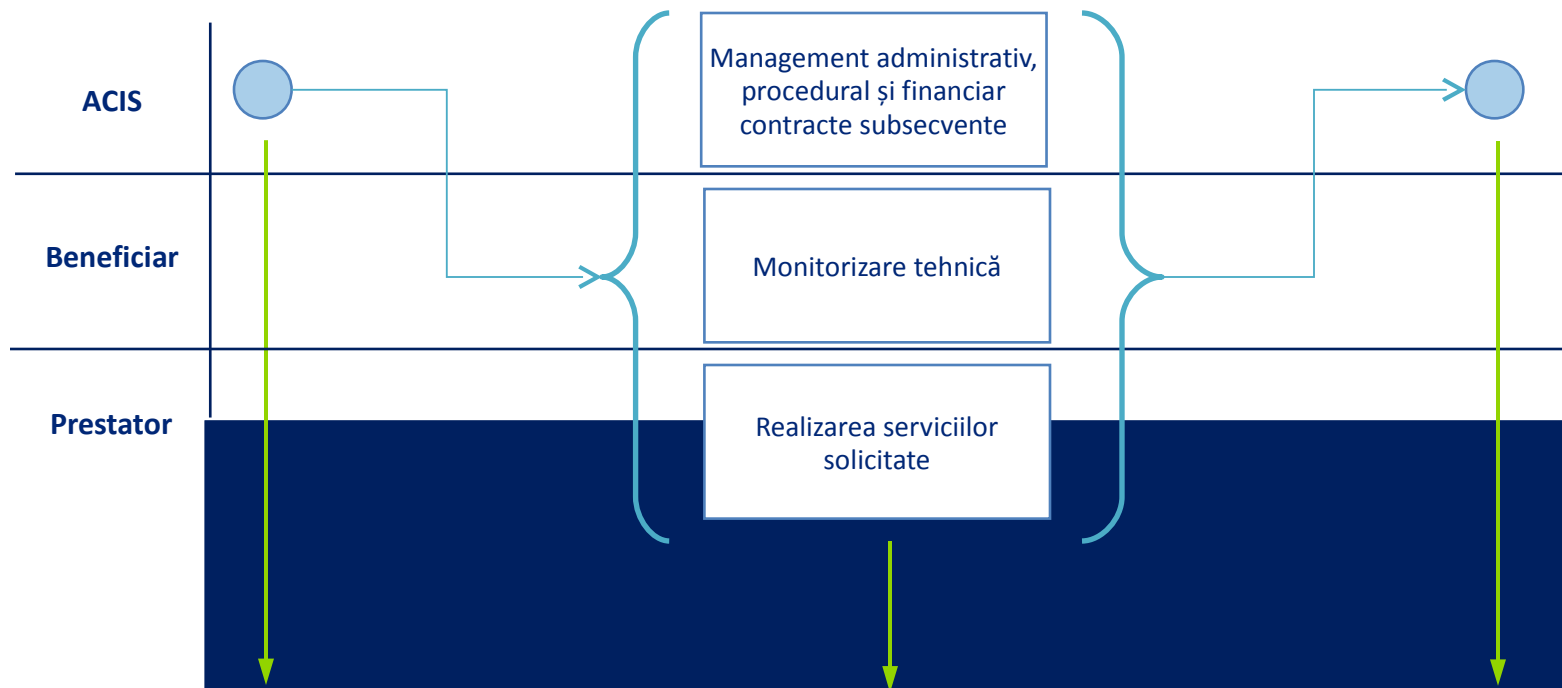 ACIS
Management administrativ,
procedural și financiar
contracte subsecvente
Beneficiar
Monitorizare tehnică
Prestator
Realizarea serviciilor
solicitate